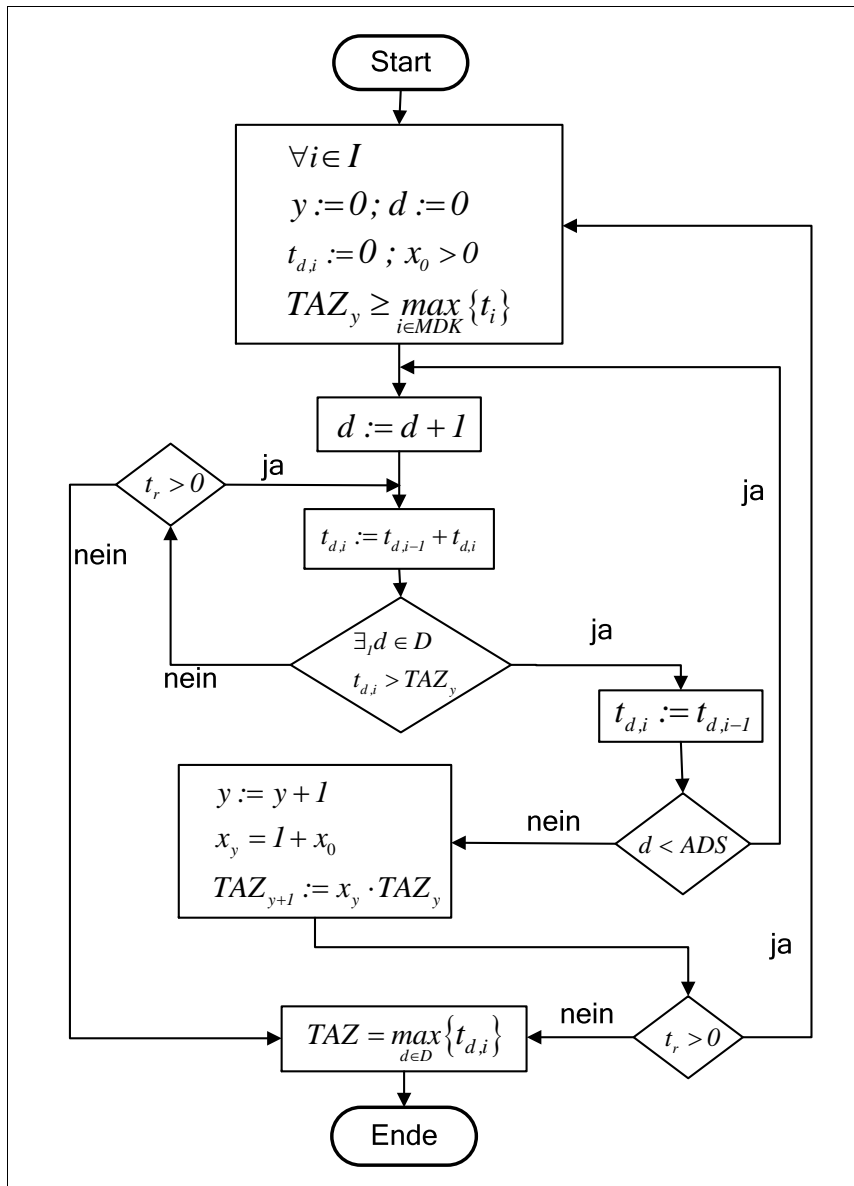 Start
∀i ∈ I
y := 0 ; d := 0
t_{d,i} := 0 ; x_0 > 0
TAZ_y ≥ max_{i∈MDK} {t_i}
d := d + 1
t_r > 0
ja
nein
t_{d,i} := t_{d,i-1} + t_{d,i}
∃_1 d ∈ D
t_{d,i} > TAZ_y
nein
ja
t_{d,i} := t_{d,i-1}
ja
d < ADS
nein
y := y + 1
x_y = 1 + x_0
TAZ_{y+1} := x_y · TAZ_y
ja
t_r > 0
nein
TAZ = max_{d∈D} {t_{d,i}}
Ende